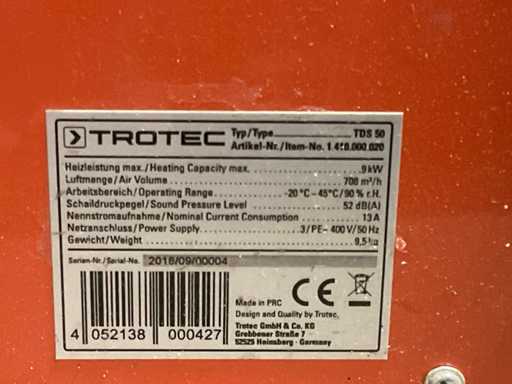 TROTEC
Typ/Type TDS 50
Artikel-Nr./Item-No. 1.410.000.020
Heizleistung max./Heating Capacity max. 9 kW
Luftmenge/Air Volume 700 m³/h
Arbeitsbereich/Operating Range -20 °C – 45°C/90 % r.H.
Schalldruckpegel/Sound Pressure Level 52 dB(A)
Nennstromaufnahme/Nominal Current Consumption 13 A
Netzanschluss/Power Supply 3/PE~ 400 V/50 Hz
Gewicht/Weight 9,5 kg
Serien-Nr./Serial-No. 2016/09/00004
Made in PRC
CE
Design and Quality by Trotec
Trotec GmbH & Co. KG
Grebbener Straße 7
52525 Heinsberg - Germany
4 052138 000427